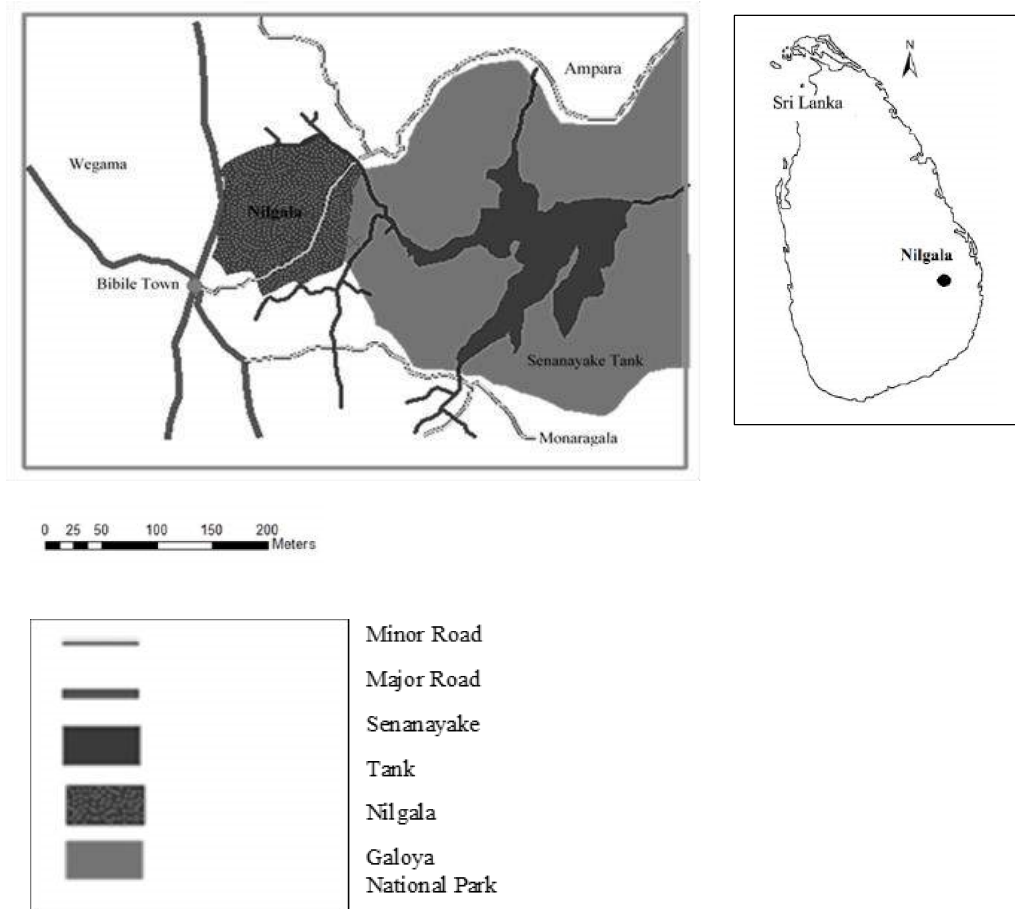 Ampara
Wegama
Nilgala
Bibile Town
Senanayake Tank
Monaragala
N
Sri Lanka
Nilgala
0 25 50 100 150 200
Meters
Minor Road
Major Road
Senanayake
Tank
Nilgala
Galoya
National Park